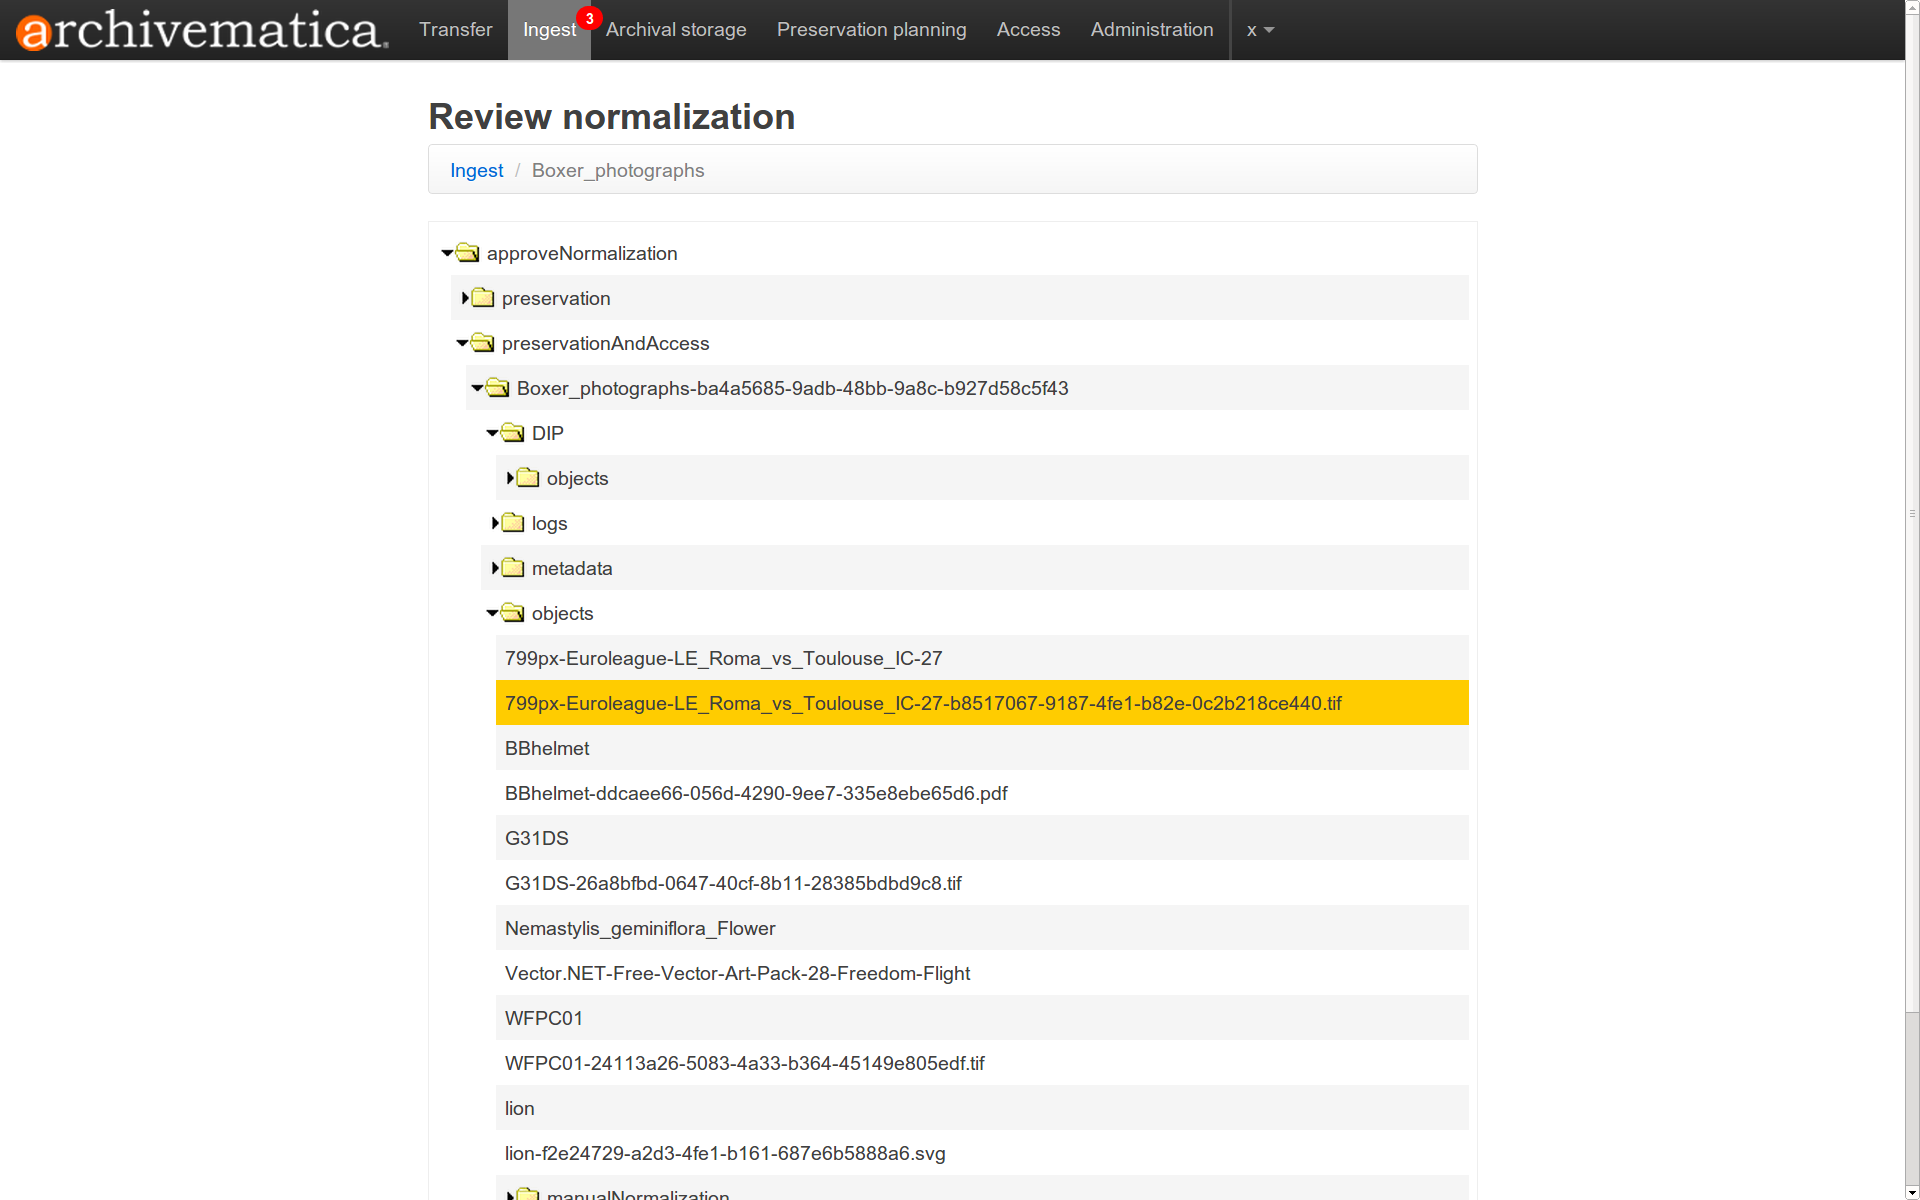 archivematica.
Transfer
Ingest
3
Archival storage
Preservation planning
Access
Administration
x
Review normalization
Ingest / Boxer_photographs
approveNormalization
preservation
preservationAndAccess
Boxer_photographs-ba4a5685-9adb-48bb-9a8c-b927d58c5f43
DIP
objects
logs
metadata
objects
799px-Euroleague-LE_Roma_vs_Toulouse_IC-27
799px-Euroleague-LE_Roma_vs_Toulouse_IC-27-b8517067-9187-4fe1-b82e-0c2b218ce440.tif
BBhelmet
BBhelmet-ddcaee66-056d-4290-9ee7-335e8ebe65d6.pdf
G31DS
G31DS-26a8bfbd-0647-40cf-8b11-28385bdbd9c8.tif
Nemastylis_geminiflora_Flower
Vector.NET-Free-Vector-Art-Pack-28-Freedom-Flight
WFPC01
WFPC01-24113a26-5083-4a33-b364-45149e805edf.tif
lion
lion-f2e24729-a2d3-4fe1-b161-687e6b5888a6.svg
manualNormalization